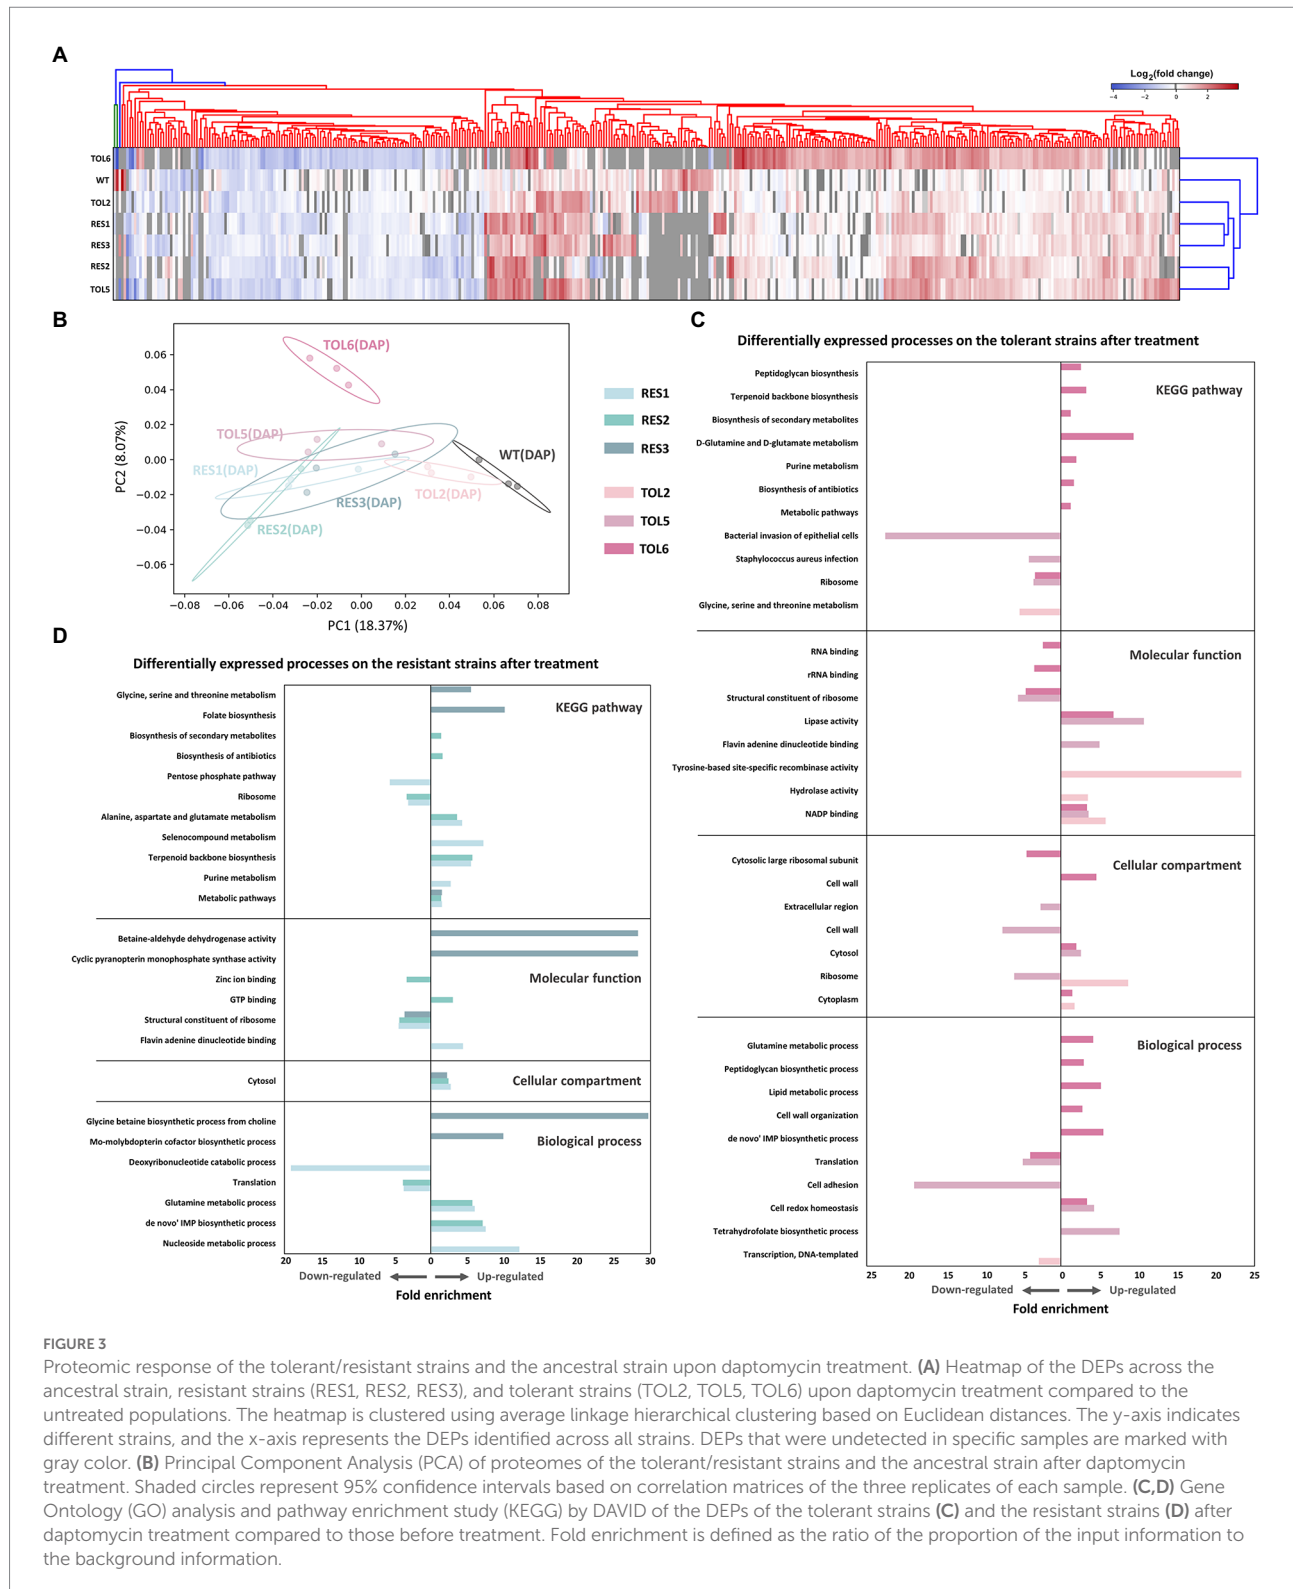 A
Log2(fold change)
−4 −2 0 2
TOL6
WT
TOL2
RES1
RES3
RES2
TOL5
B
PC2 (8.07%)
0.06
0.04
0.02
0.00
−0.02
−0.04
−0.06
TOL6(DAP)
TOL5(DAP)
WT(DAP)
RES1(DAP)
TOL2(DAP)
RES3(DAP)
RES2(DAP)
−0.08 −0.06 −0.04 −0.02 0.00 0.02 0.04 0.06 0.08
PC1 (18.37%)
RES1
RES2
RES3
TOL2
TOL5
TOL6
C
Differentially expressed processes on the tolerant strains after treatment
KEGG pathway
Peptidoglycan biosynthesis
Terpenoid backbone biosynthesis
Biosynthesis of secondary metabolites
D-Glutamine and D-glutamate metabolism
Purine metabolism
Biosynthesis of antibiotics
Metabolic pathways
Bacterial invasion of epithelial cells
Staphylococcus aureus infection
Ribosome
Glycine, serine and threonine metabolism
Molecular function
RNA binding
rRNA binding
Structural constituent of ribosome
Lipase activity
Flavin adenine dinucleotide binding
Tyrosine-based site-specific recombinase activity
Hydrolase activity
NADP binding
Cellular compartment
Cytosolic large ribosomal subunit
Cell wall
Extracellular region
Cell wall
Cytosol
Ribosome
Cytoplasm
Biological process
Glutamine metabolic process
Peptidoglycan biosynthetic process
Lipid metabolic process
Cell wall organization
de novo' IMP biosynthetic process
Translation
Cell adhesion
Cell redox homeostasis
Tetrahydrofolate biosynthetic process
Transcription, DNA-templated
25 20 15 10 5 0 5 10 15 20 25
Down-regulated Up-regulated
Fold enrichment
D
Differentially expressed processes on the resistant strains after treatment
KEGG pathway
Glycine, serine and threonine metabolism
Folate biosynthesis
Biosynthesis of secondary metabolites
Biosynthesis of antibiotics
Pentose phosphate pathway
Ribosome
Alanine, aspartate and glutamate metabolism
Selenocompound metabolism
Terpenoid backbone biosynthesis
Purine metabolism
Metabolic pathways
Molecular function
Betaine-aldehyde dehydrogenase activity
Cyclic pyranopterin monophosphate synthase activity
Zinc ion binding
GTP binding
Structural constituent of ribosome
Flavin adenine dinucleotide binding
Cytosol
Cellular compartment
Glycine betaine biosynthetic process from choline
Biological process
Mo-molybdopterin cofactor biosynthetic process
Deoxyribonucleotide catabolic process
Translation
Glutamine metabolic process
de novo' IMP biosynthetic process
Nucleoside metabolic process
20 15 10 5 0 5 10 15 20 25 30
Down-regulated Up-regulated
Fold enrichment
FIGURE 3
Proteomic response of the tolerant/resistant strains and the ancestral strain upon daptomycin treatment. (A) Heatmap of the DEPs across the
ancestral strain, resistant strains (RES1, RES2, RES3), and tolerant strains (TOL2, TOL5, TOL6) upon daptomycin treatment compared to the
untreated populations. The heatmap is clustered using average linkage hierarchical clustering based on Euclidean distances. The y-axis indicates
different strains, and the x-axis represents the DEPs identified across all strains. DEPs that were undetected in specific samples are marked with
gray color. (B) Principal Component Analysis (PCA) of proteomes of the tolerant/resistant strains and the ancestral strain after daptomycin
treatment. Shaded circles represent 95% confidence intervals based on correlation matrices of the three replicates of each sample. (C,D) Gene
Ontology (GO) analysis and pathway enrichment study (KEGG) by DAVID of the DEPs of the tolerant strains (C) and the resistant strains (D) after
daptomycin treatment compared to those before treatment. Fold enrichment is defined as the ratio of the proportion of the input information to
the background information.